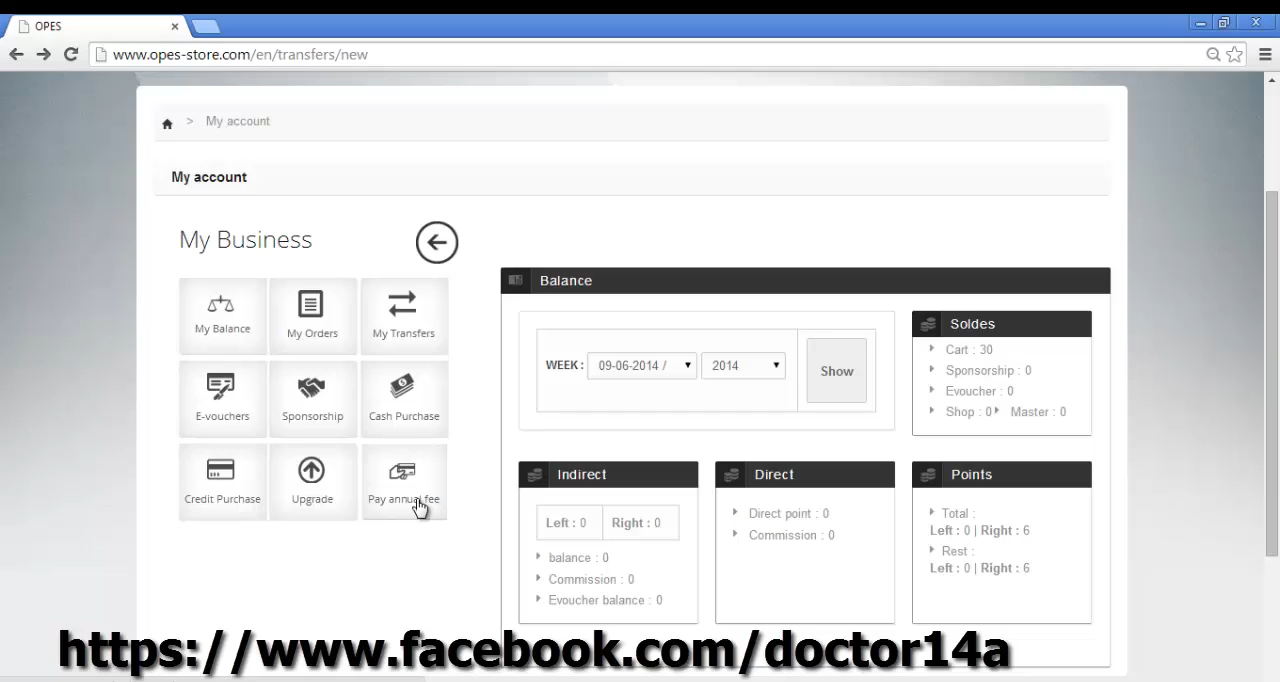 OPES
www.opes-store.com/en/transfers/new
> My account
My account
My Business
My Balance
My Orders
My Transfers
E-vouchers
Sponsorship
Cash Purchase
Credit Purchase
Upgrade
Pay annual fee
Balance
WEEK : 09-06-2014 / 2014 Show
Soldes
Cart : 30
Sponsorship : 0
Evoucher : 0
Shop : 0 Master : 0
Indirect
Left : 0 Right : 0
balance : 0
Commission : 0
Evoucher balance : 0
Direct
Direct point : 0
Commission : 0
Points
Total :
Left : 0 | Right : 6
Rest :
Left : 0 | Right : 6
https://www.facebook.com/doctor14a